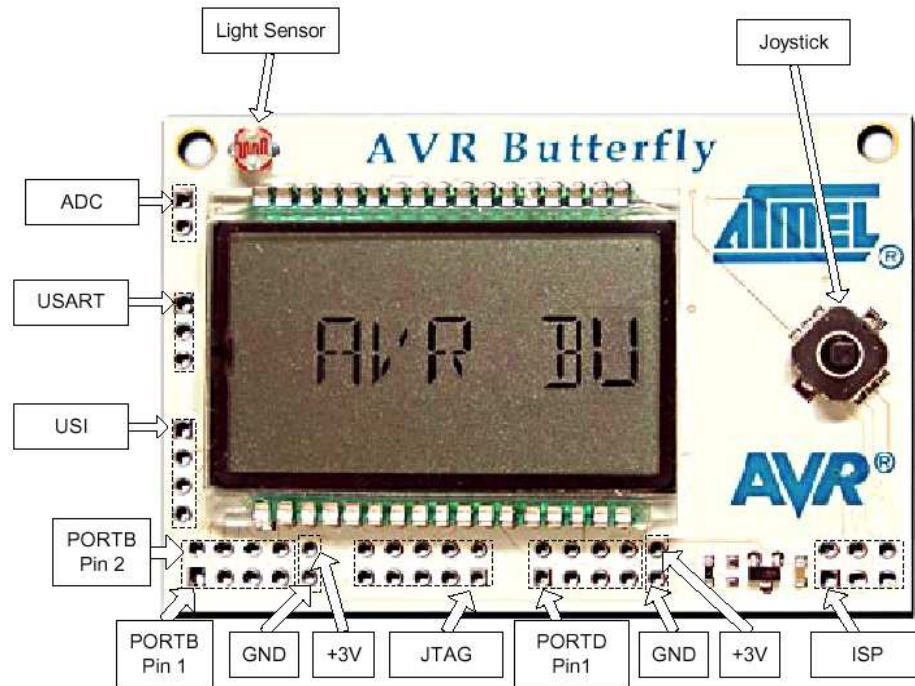 Light Sensor
Joystick
AVR Butterfly
ADC
ATMEL ®
USART
AVR BU
USI
AVR®
PORTB
Pin 2
PORTB
Pin 1
GND
+3V
JTAG
PORTD
Pin1
GND
+3V
ISP